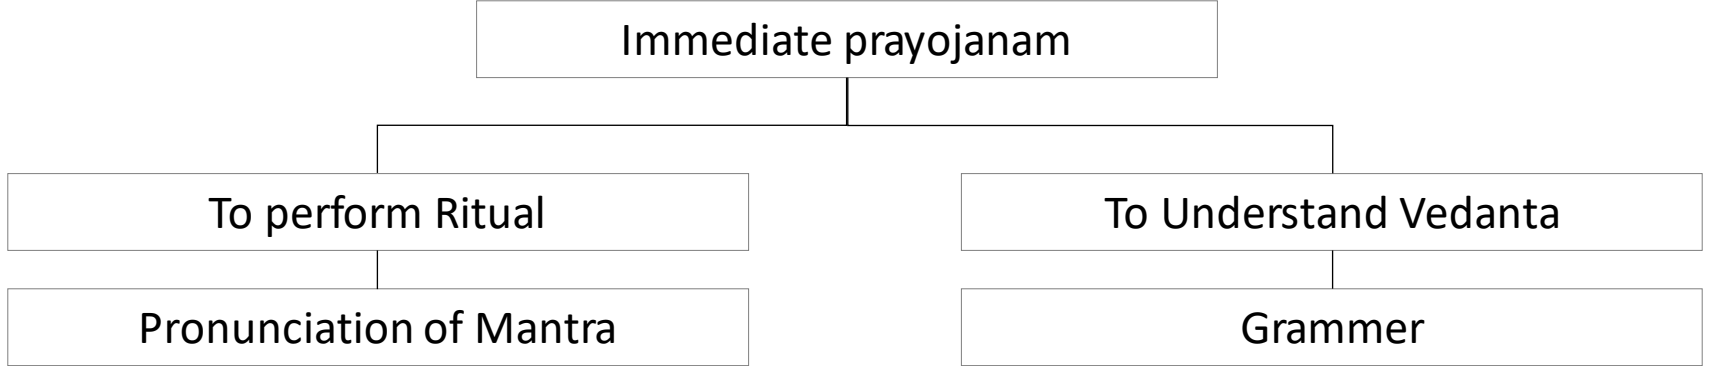 Immediate prayojanam
To perform Ritual
To Understand Vedanta
Pronunciation of Mantra
Grammer